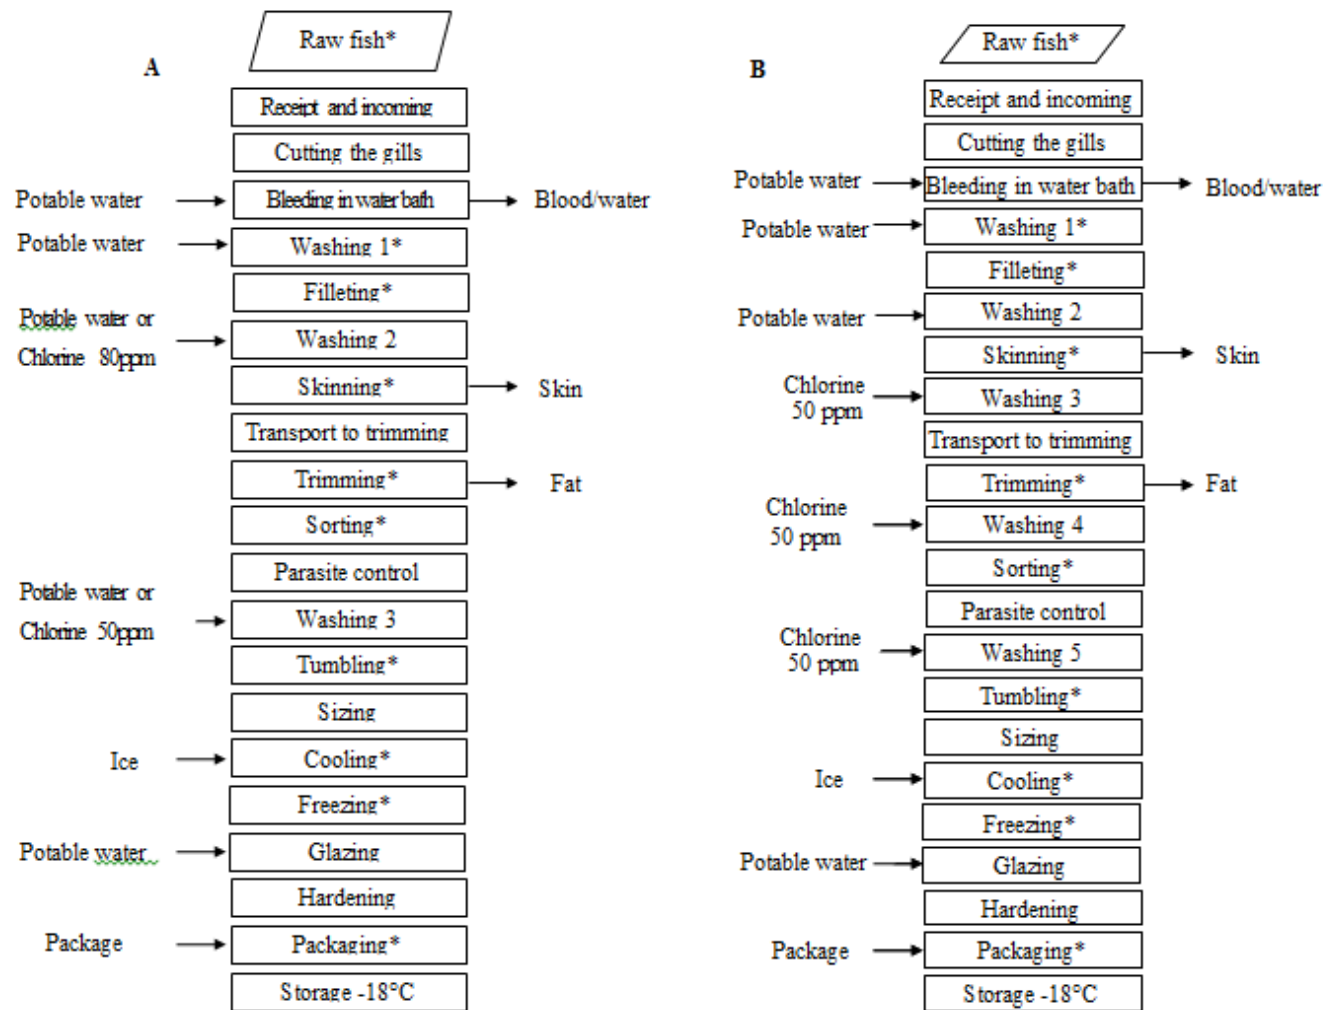 A
Raw fish*
Receipt and incoming
Cutting the gills
Potable water
Bleeding in water bath
Blood/water
Potable water
Washing 1*
Filleting*
Potable water or
Chlorine 80ppm
Washing 2
Skinning*
Skin
Transport to trimming
Trimming*
Fat
Sorting*
Parasite control
Potable water or
Chlorine 50ppm
Washing 3
Tumbling*
Sizing
Ice
Cooling*
Freezing*
Potable water
Glazing
Hardening
Package
Packaging*
Storage -18°C
B
Raw fish*
Receipt and incoming
Cutting the gills
Potable water
Bleeding in water bath
Blood/water
Potable water
Washing 1*
Filleting*
Potable water
Washing 2
Skinning*
Skin
Chlorine
50 ppm
Washing 3
Transport to trimming
Trimming*
Fat
Chlorine
50 ppm
Washing 4
Sorting*
Parasite control
Chlorine
50 ppm
Washing 5
Tumbling*
Sizing
Ice
Cooling*
Freezing*
Potable water
Glazing
Hardening
Package
Packaging*
Storage -18°C